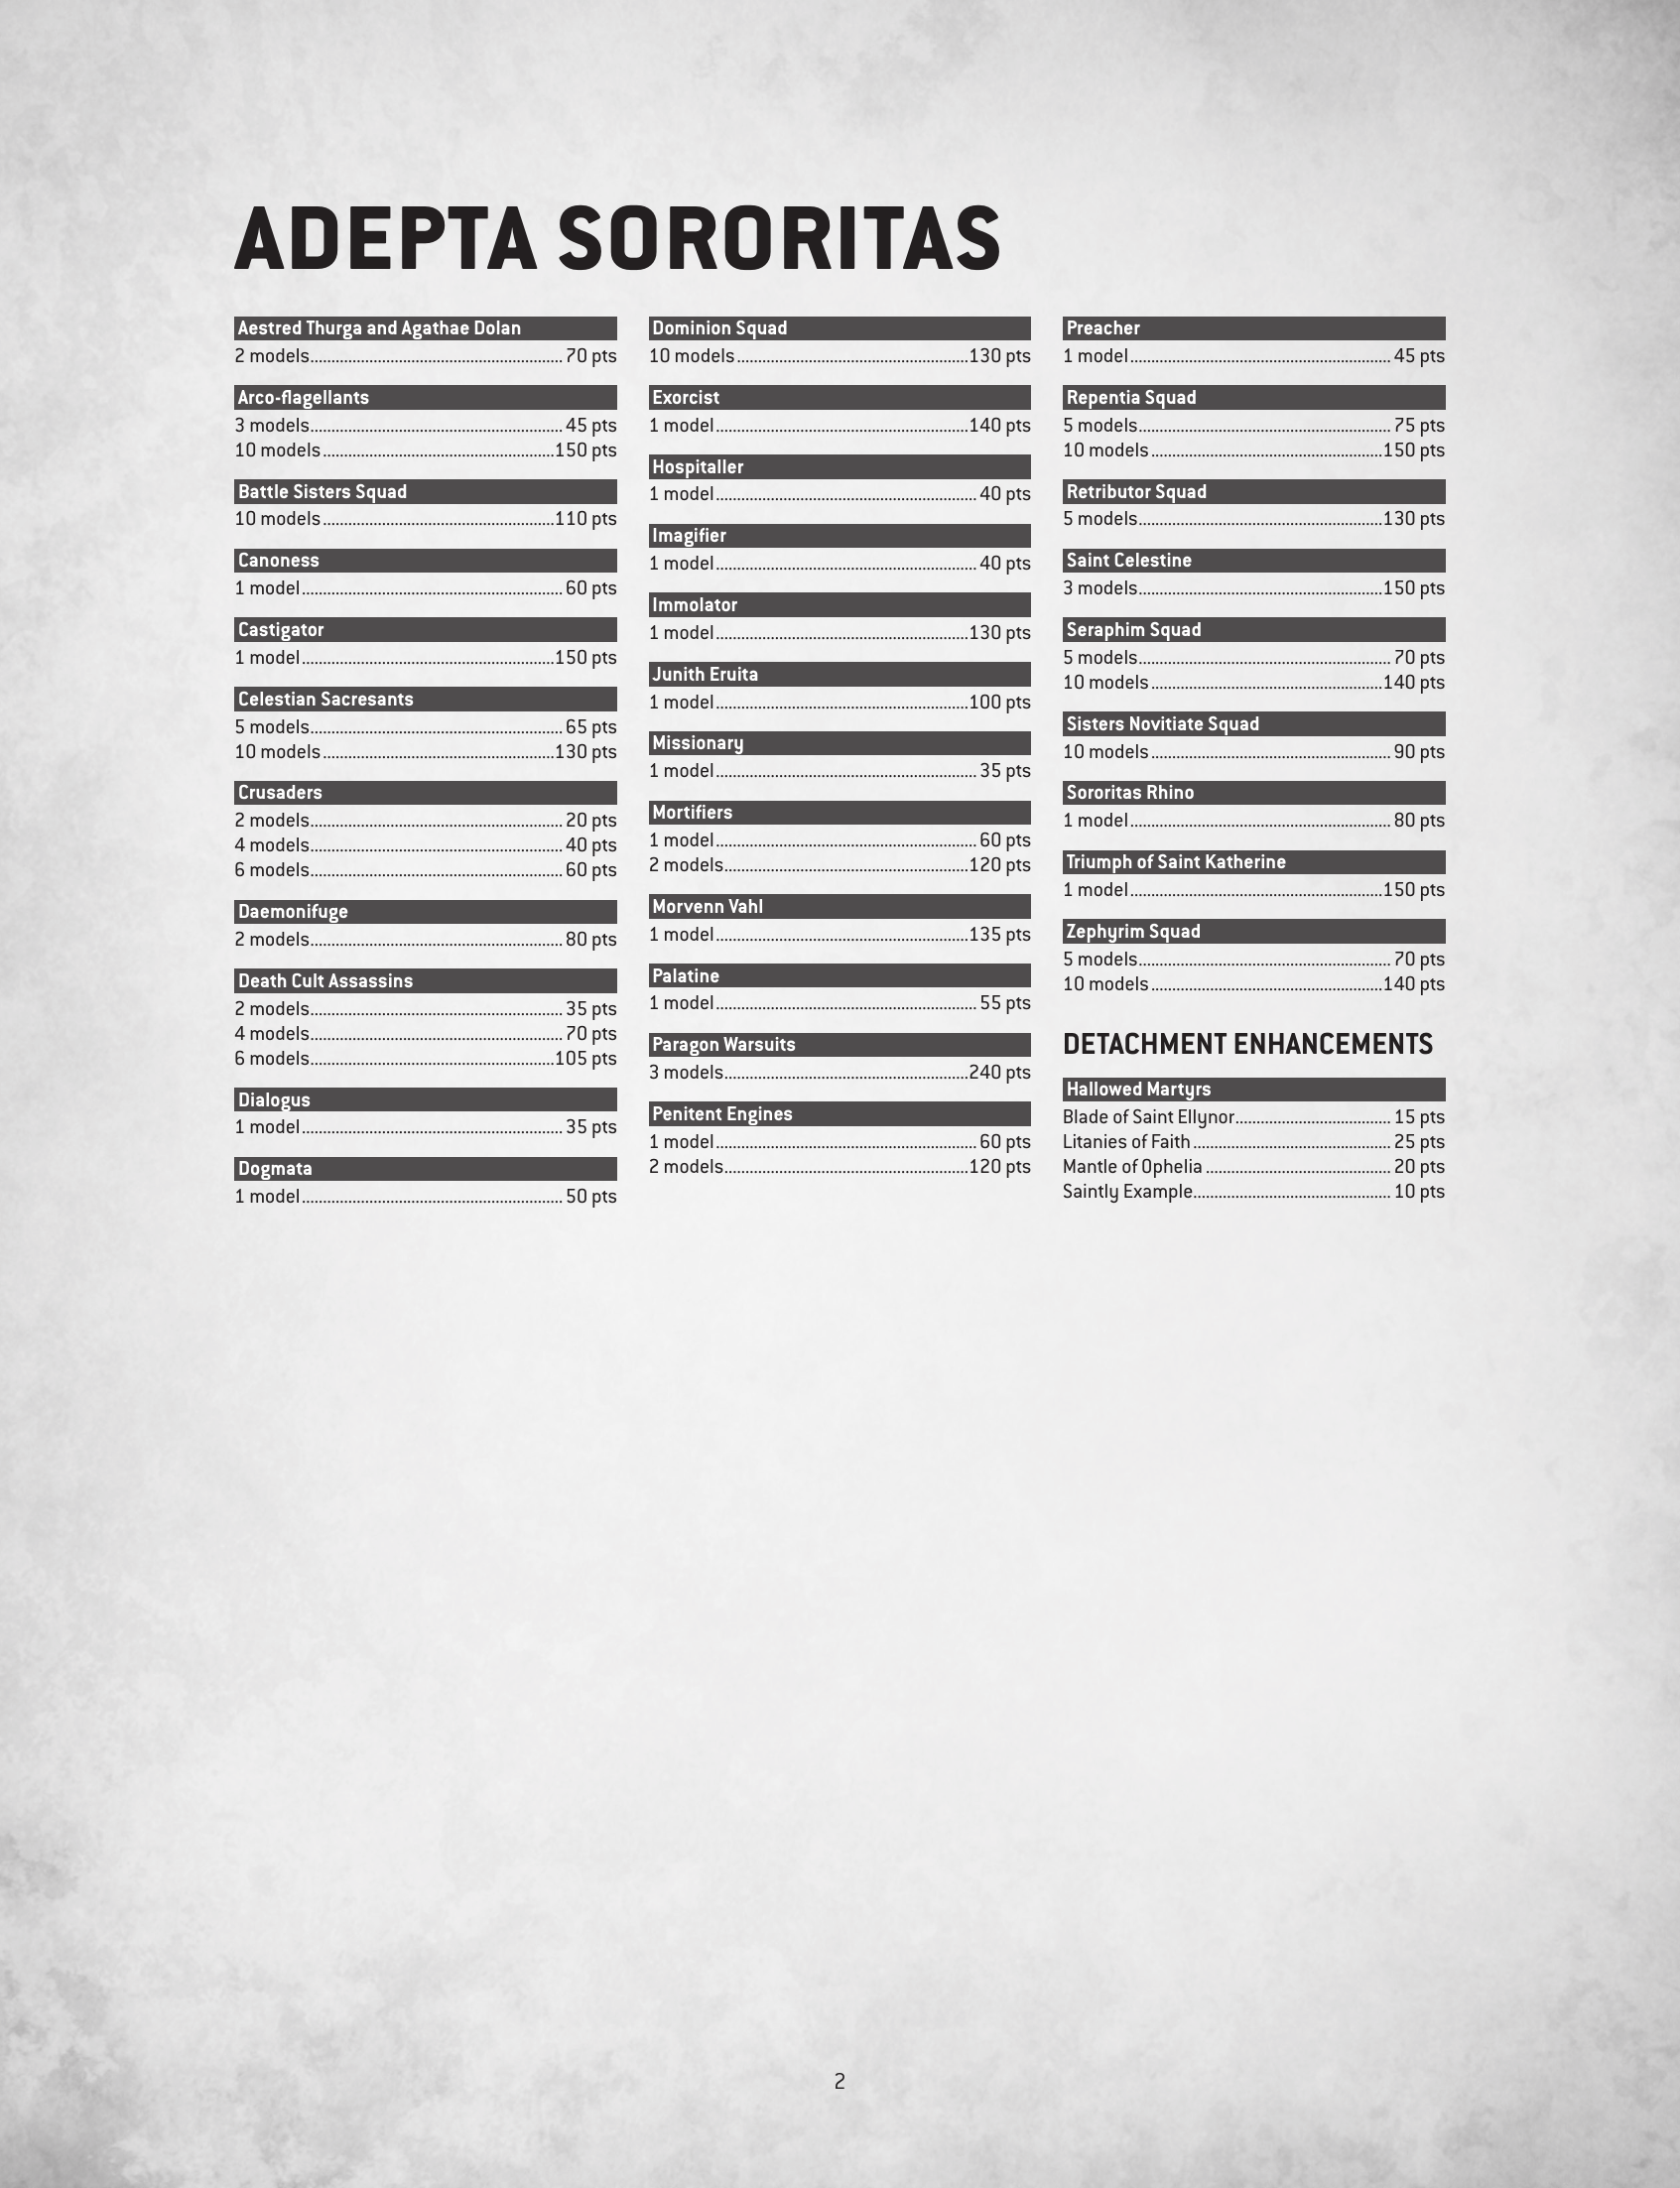 ADEPTA SORORITAS
Aestred Thurga and Agathae Dolan
2 models 70 pts
Arco-flagellants
3 models 45 pts
10 models 150 pts
Battle Sisters Squad
10 models 110 pts
Canoness
1 model 60 pts
Castigator
1 model 150 pts
Celestian Sacresants
5 models 65 pts
10 models 130 pts
Crusaders
2 models 20 pts
4 models 40 pts
6 models 60 pts
Daemonifuge
2 models 80 pts
Death Cult Assassins
2 models 35 pts
4 models 70 pts
6 models 105 pts
Dialogus
1 model 35 pts
Dogmata
1 model 50 pts
Dominion Squad
10 models 130 pts
Exorcist
1 model 140 pts
Hospitaller
1 model 40 pts
Imagifier
1 model 40 pts
Immolator
1 model 130 pts
Junith Eruita
1 model 100 pts
Missionary
1 model 35 pts
Mortifiers
1 model 60 pts
2 models 120 pts
Morvenn Vahl
1 model 135 pts
Palatine
1 model 55 pts
Paragon Warsuits
3 models 240 pts
Penitent Engines
1 model 60 pts
2 models 120 pts
Preacher
1 model 45 pts
Repentia Squad
5 models 75 pts
10 models 150 pts
Retributor Squad
5 models 130 pts
Saint Celestine
3 models 150 pts
Seraphim Squad
5 models 70 pts
10 models 140 pts
Sisters Novitiate Squad
10 models 90 pts
Sororitas Rhino
1 model 80 pts
Triumph of Saint Katherine
1 model 150 pts
Zephyrim Squad
5 models 70 pts
10 models 140 pts
DETACHMENT ENHANCEMENTS
Hallowed Martyrs
Blade of Saint Ellynor 15 pts
Litanies of Faith 25 pts
Mantle of Ophelia 20 pts
Saintly Example 10 pts
2